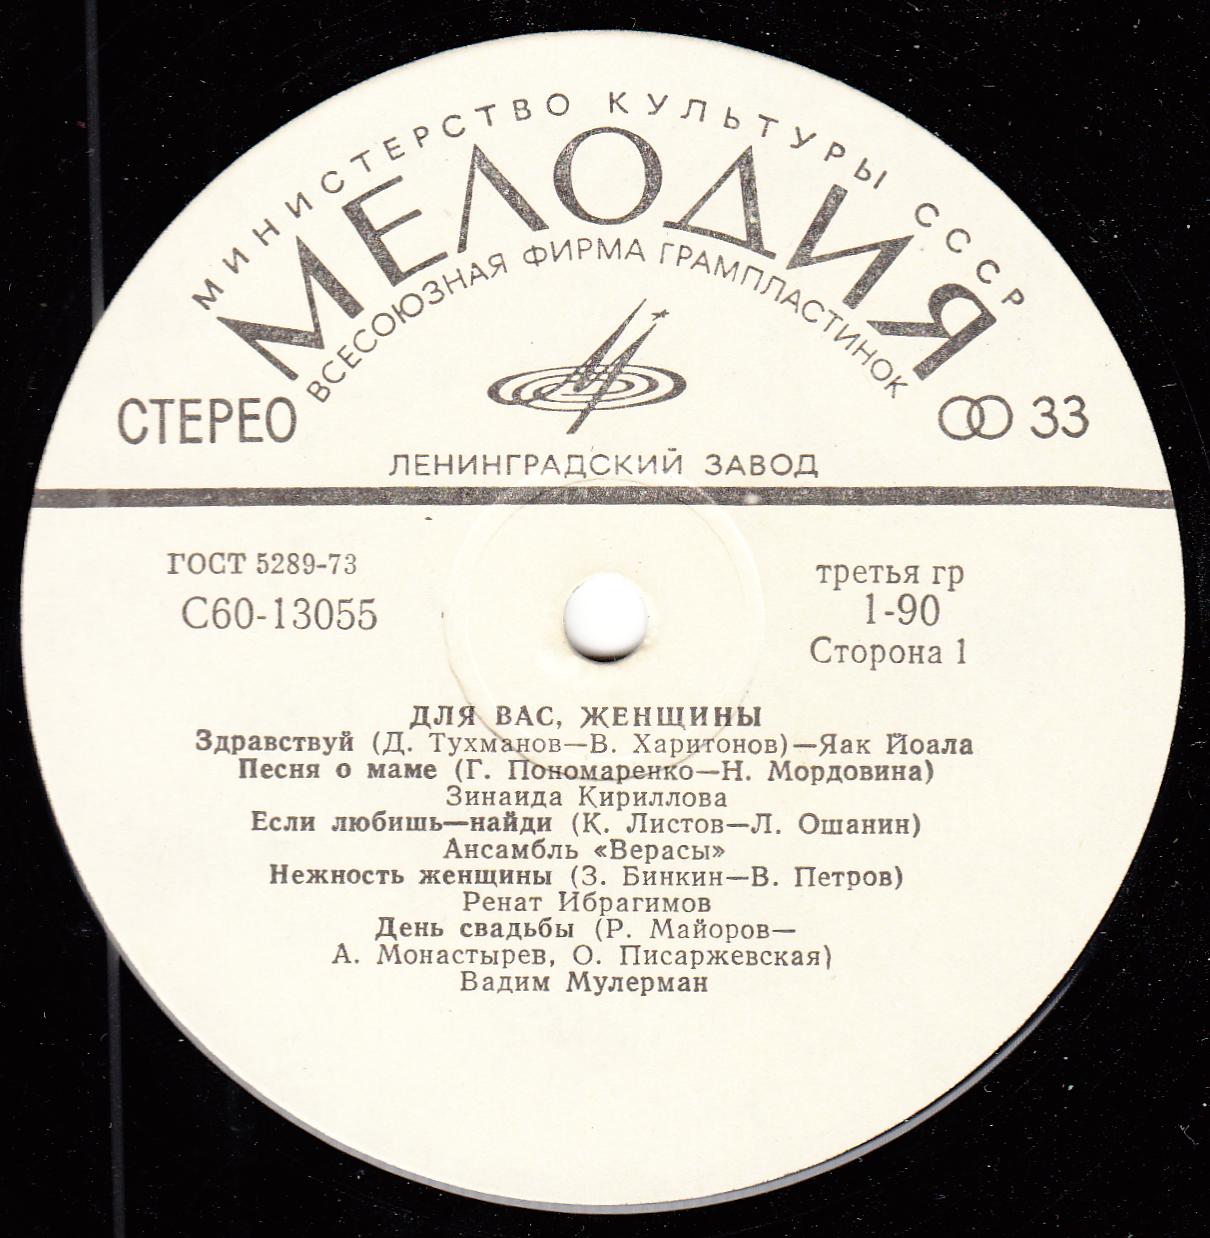 МИНИСТЕРСТВО КУЛЬТУРЫ СССР
МЕЛОДИЯ
ВСЕСОЮЗНАЯ ФИРМА ГРАМПЛАСТИНОК
СТЕРЕО
33
ЛЕНИНГРАДСКИЙ ЗАВОД
ГОСТ 5289-73
С60-13055
третья гр
1-90
Сторона 1
ДЛЯ ВАС, ЖЕНЩИНЫ
Здравствуй (Д. Тухманов—В. Харитонов)—Яак Йоала
Песня о маме (Г. Пономаренко—Н. Мордовина)
Зинаида Кириллова
Если любишь—найди (К. Листов—Л. Ошанин)
Ансамбль «Верасы»
Нежность женщины (З. Бинкин—В. Петров)
Ренат Ибрагимов
День свадьбы (Р. Майоров—
А. Монастырев, О. Писаржевская)
Вадим Мулерман